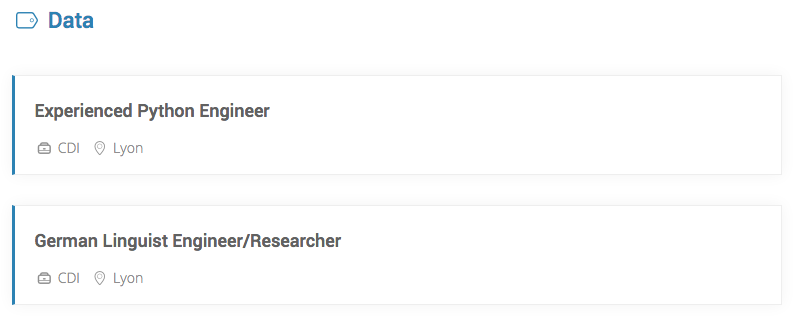 Data
Experienced Python Engineer
CDI Lyon
German Linguist Engineer/Researcher
CDI Lyon